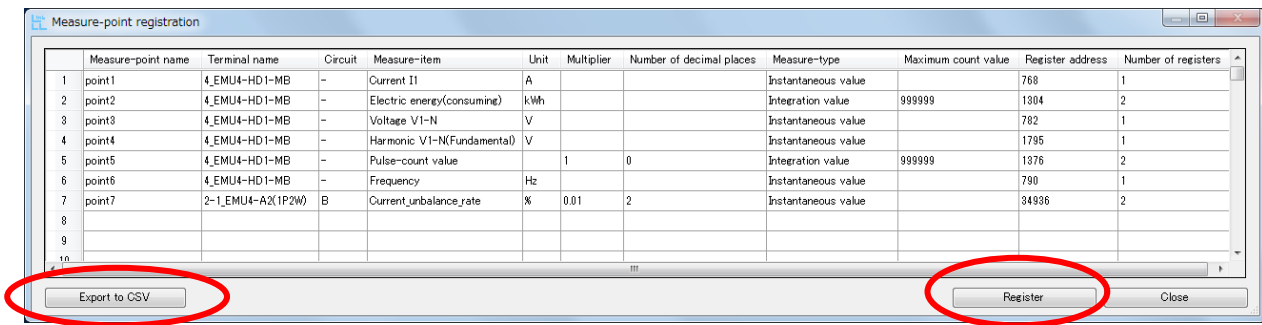 Measure-point registration
Measure-point name Terminal name Circuit Measure-item Unit Multiplier Number of decimal places Measure-type Maximum count value Register address Number of registers
1 point1 4_EMU4-HD1-MB - Current I1 A Instantaneous value 768 1
2 point2 4_EMU4-HD1-MB - Electric energy(consuming) kWh Integration value 999999 1304 2
3 point3 4_EMU4-HD1-MB - Voltage V1-N V Instantaneous value 782 1
4 point4 4_EMU4-HD1-MB - Harmonic V1-N(Fundamental) V Instantaneous value 1795 1
5 point5 4_EMU4-HD1-MB - Pulse-count value 1 0 Integration value 999999 1376 2
6 point6 4_EMU4-HD1-MB - Frequency Hz Instantaneous value 790 1
7 point7 2-1_EMU4-A2(1P2W) B Current_unbalance_rate % 0.01 2 Instantaneous value 34936 2
8
9
10
Export to CSV Register Close